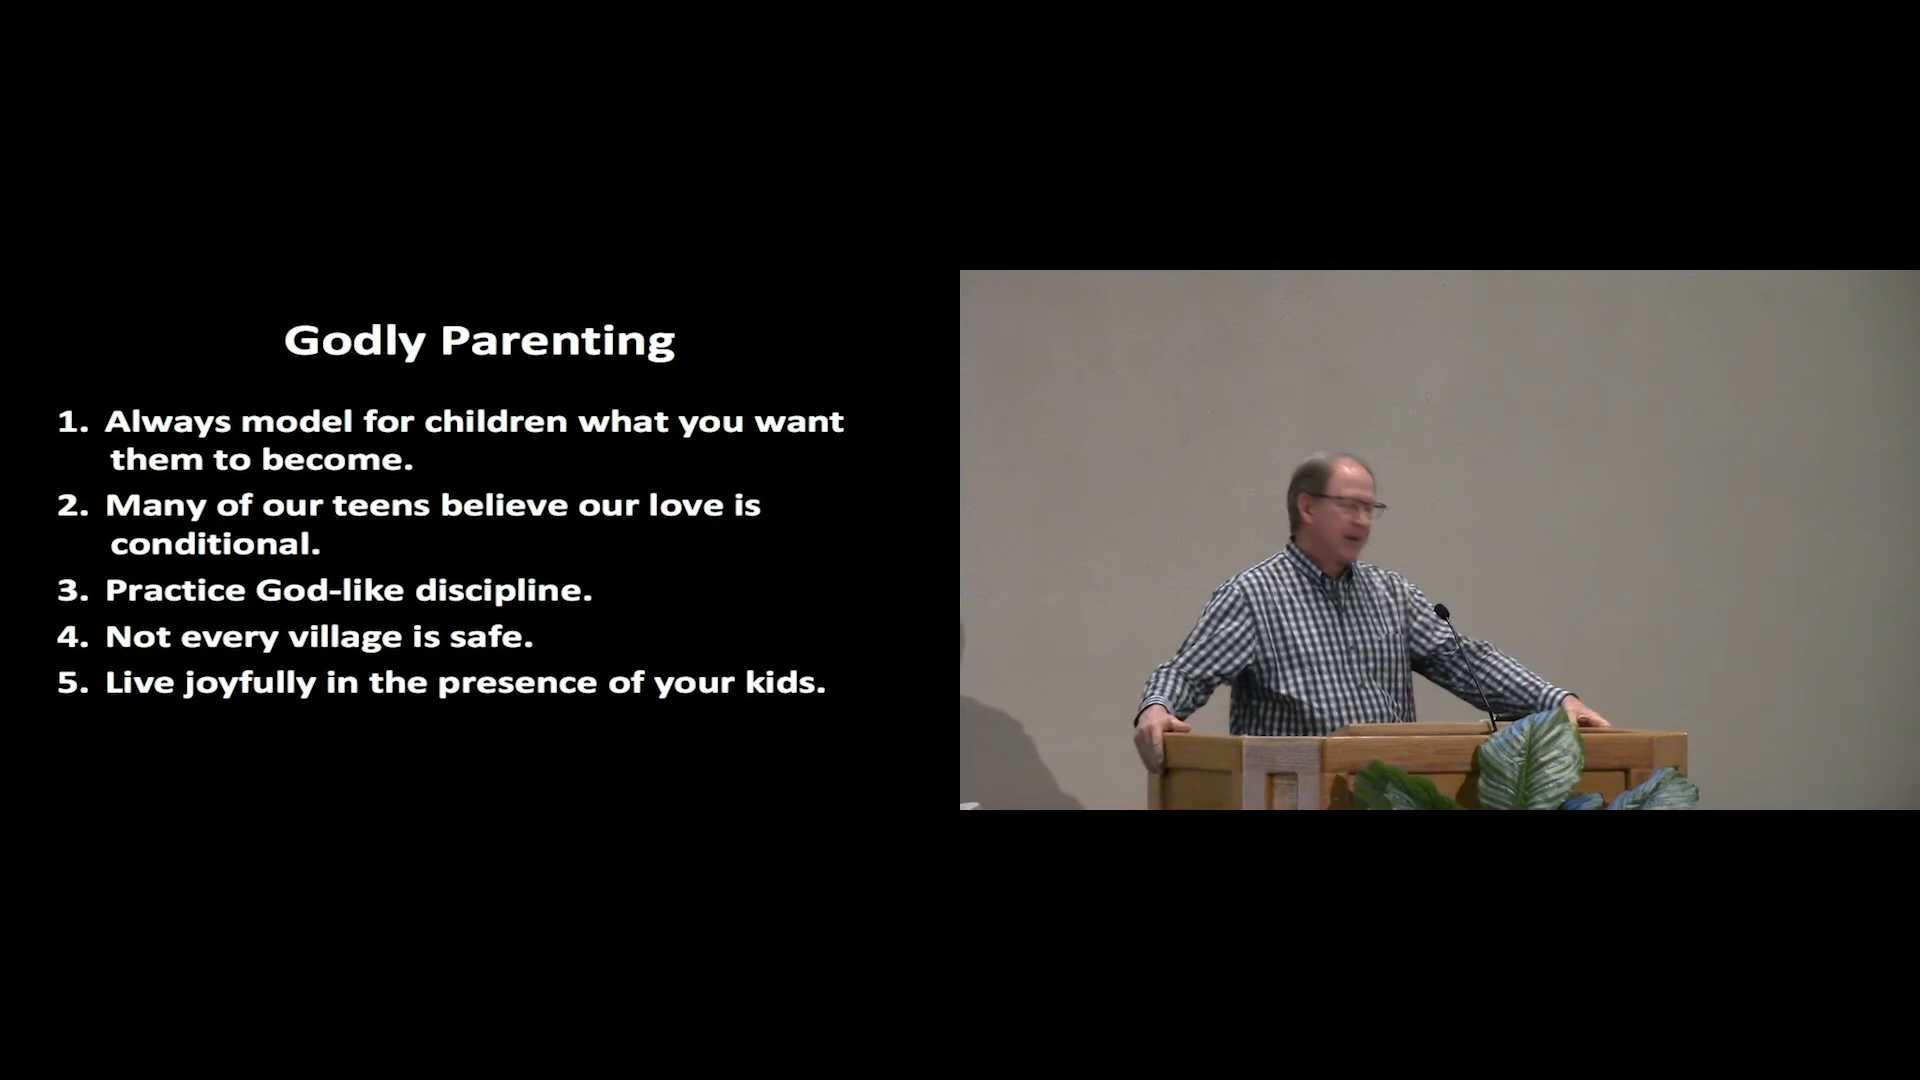 Godly Parenting
1. Always model for children what you want
them to become.
2. Many of our teens believe our love is
conditional.
3. Practice God-like discipline.
4. Not every village is safe.
5. Live joyfully in the presence of your kids.